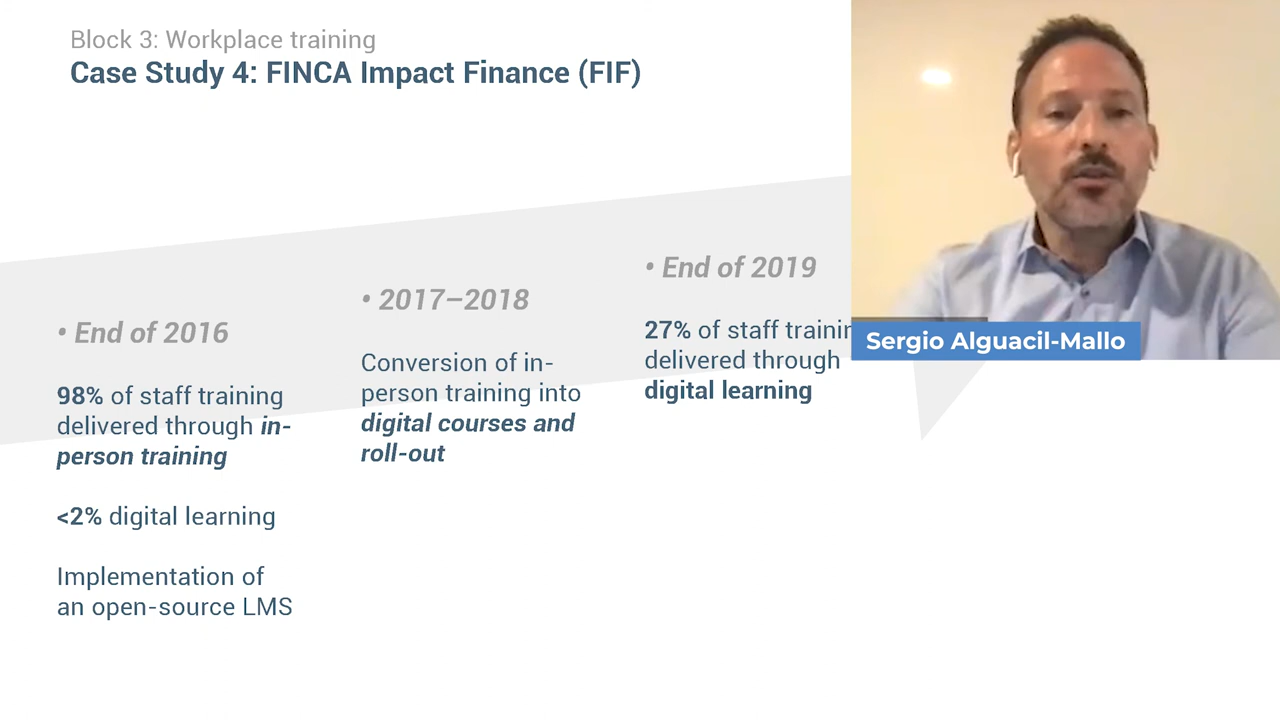 Block 3: Workplace training
Case Study 4: FINCA Impact Finance (FIF)
• End of 2016
98% of staff training
delivered through in-
person training
<2% digital learning
Implementation of
an open-source LMS
• 2017–2018
Conversion of in-
person training into
digital courses and
roll-out
• End of 2019
27% of staff trainin
delivered through
digital learning
Sergio Alguacil-Mallo